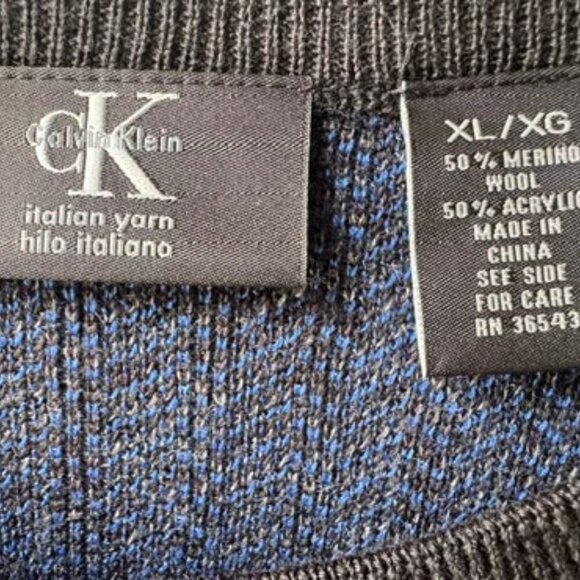 cK
Calvin Klein
italian yarn
hilo italiano
XL/XG
50% MERINO
WOOL
50% ACRYLIC
MADE IN
CHINA
SEE SIDE
FOR CARE
RN 36543